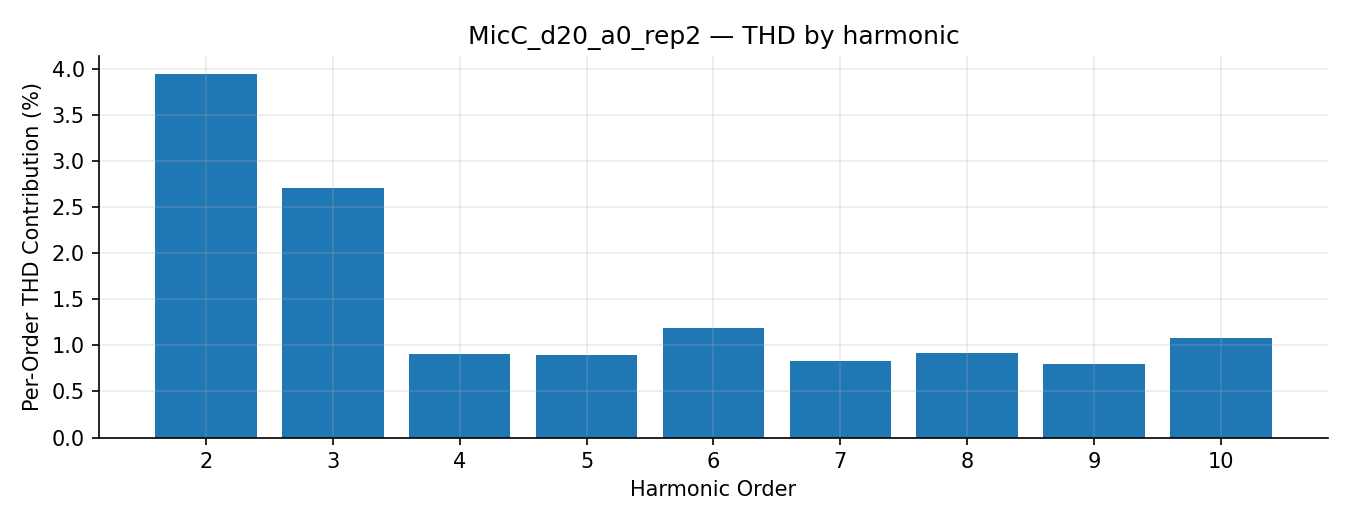 MicC_d20_a0_rep2 — THD by harmonic
Per-Order THD Contribution (%)
4.0
3.5
3.0
2.5
2.0
1.5
1.0
0.5
0.0
2 3 4 5 6 7 8 9 10
Harmonic Order